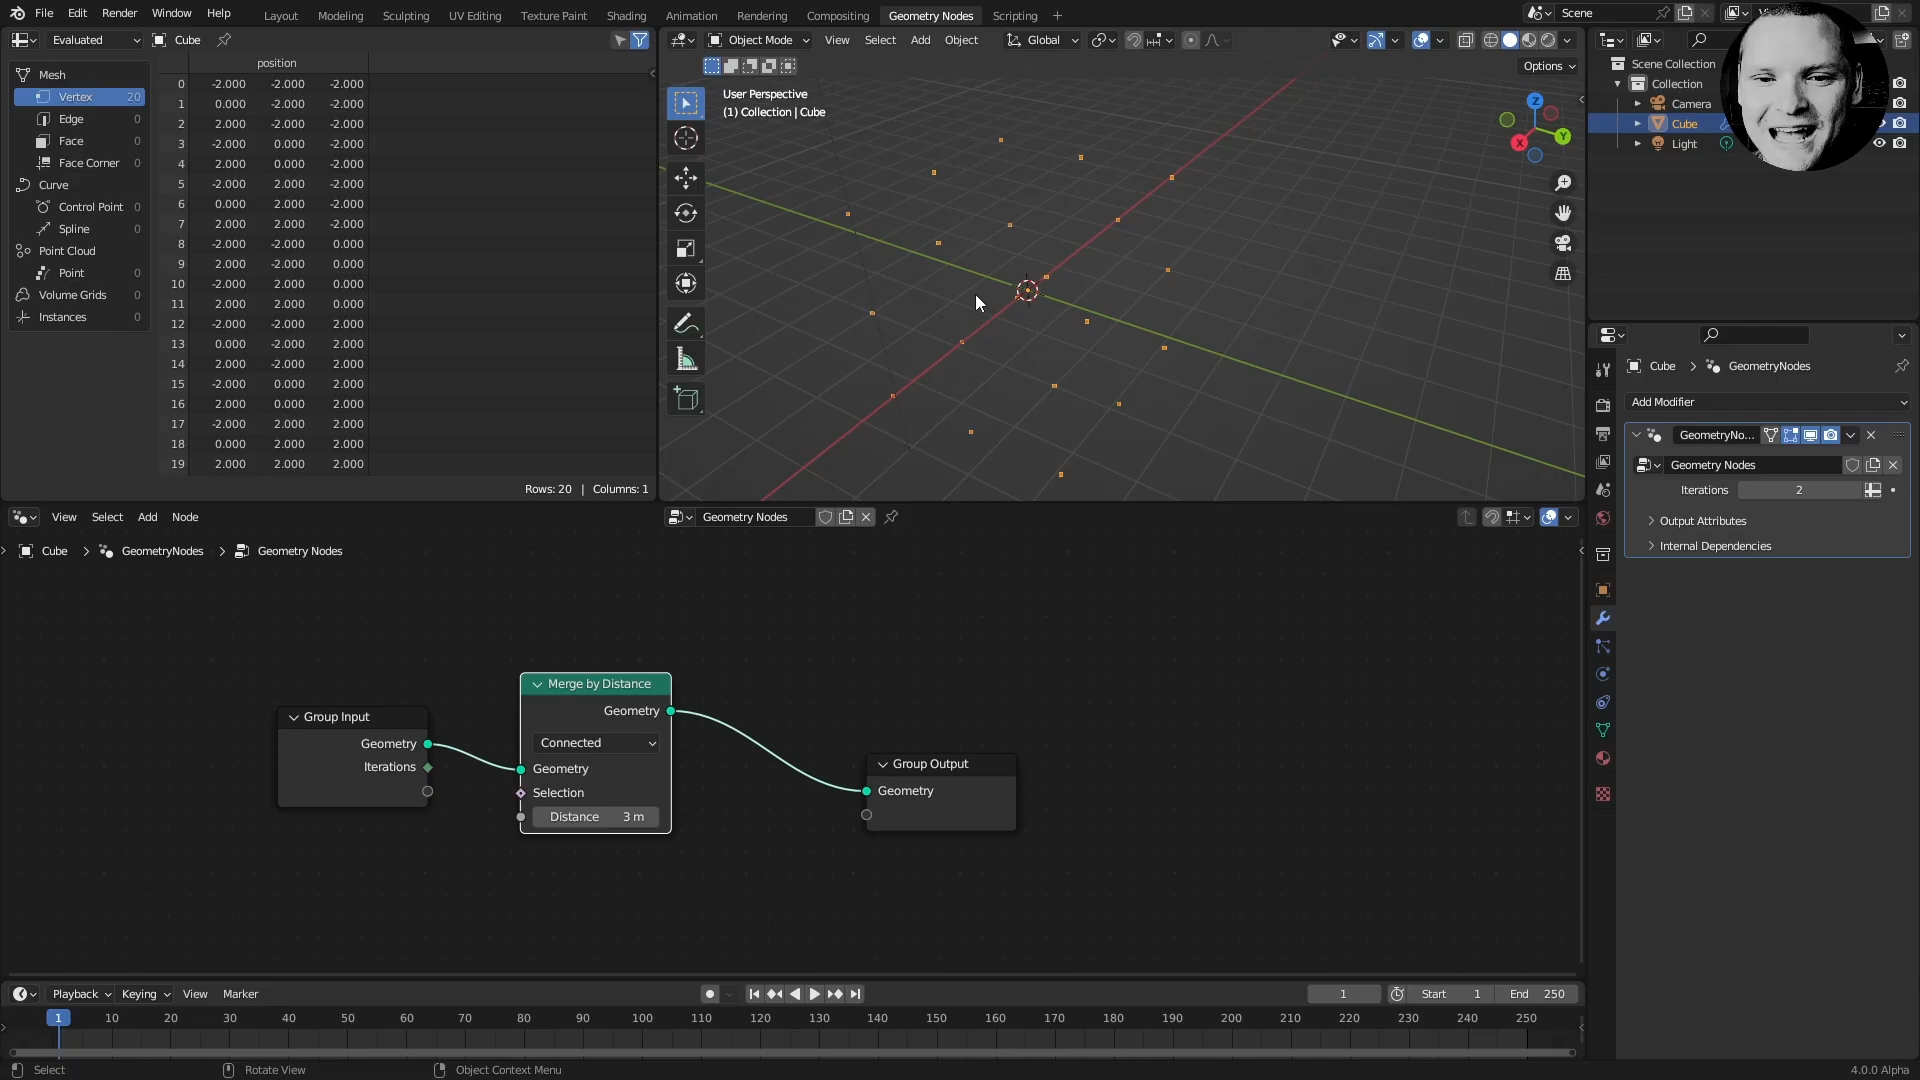 File Edit Render Window Help Layout Modeling Sculpting UV Editing Texture Paint Shading Animation Rendering Compositing Geometry Nodes Scripting + Scene
Evaluated Cube
position
Mesh
Vertex 20
Edge 0
Face 0
Face Corner 0
Curve
Control Point 0
Spline 0
Point Cloud
Point 0
Volume Grids 0
Instances 0
0 -2.000 -2.000 -2.000
1 0.000 -2.000 -2.000
2 2.000 -2.000 -2.000
3 -2.000 0.000 -2.000
4 2.000 0.000 -2.000
5 -2.000 2.000 -2.000
6 0.000 2.000 -2.000
7 2.000 2.000 -2.000
8 -2.000 -2.000 0.000
9 2.000 -2.000 0.000
10 -2.000 2.000 0.000
11 2.000 2.000 0.000
12 -2.000 -2.000 2.000
13 0.000 -2.000 2.000
14 2.000 -2.000 2.000
15 -2.000 0.000 2.000
16 2.000 0.000 2.000
17 -2.000 2.000 2.000
18 0.000 2.000 2.000
19 2.000 2.000 2.000
Rows: 20 | Columns: 1
Object Mode View Select Add Object Global
Options
User Perspective
(1) Collection | Cube
Z
Y
X
Scene Collection
Collection
Camera
Cube
Light
Cube GeometryNodes
Add Modifier
GeometryNo...
Geometry Nodes
Iterations 2
Output Attributes
Internal Dependencies
View Select Add Node Geometry Nodes
Cube GeometryNodes Geometry Nodes
Group Input
Geometry
Iterations
Merge by Distance
Geometry
Connected
Geometry
Selection
Distance 3 m
Group Output
Geometry
Playback Keying View Marker 1 Start 1 End 250
1 10 20 30 40 50 60 70 80 90 100 110 120 130 140 150 160 170 180 190 200 210 220 230 240 250
Select Rotate View Object Context Menu 4.0.0 Alpha